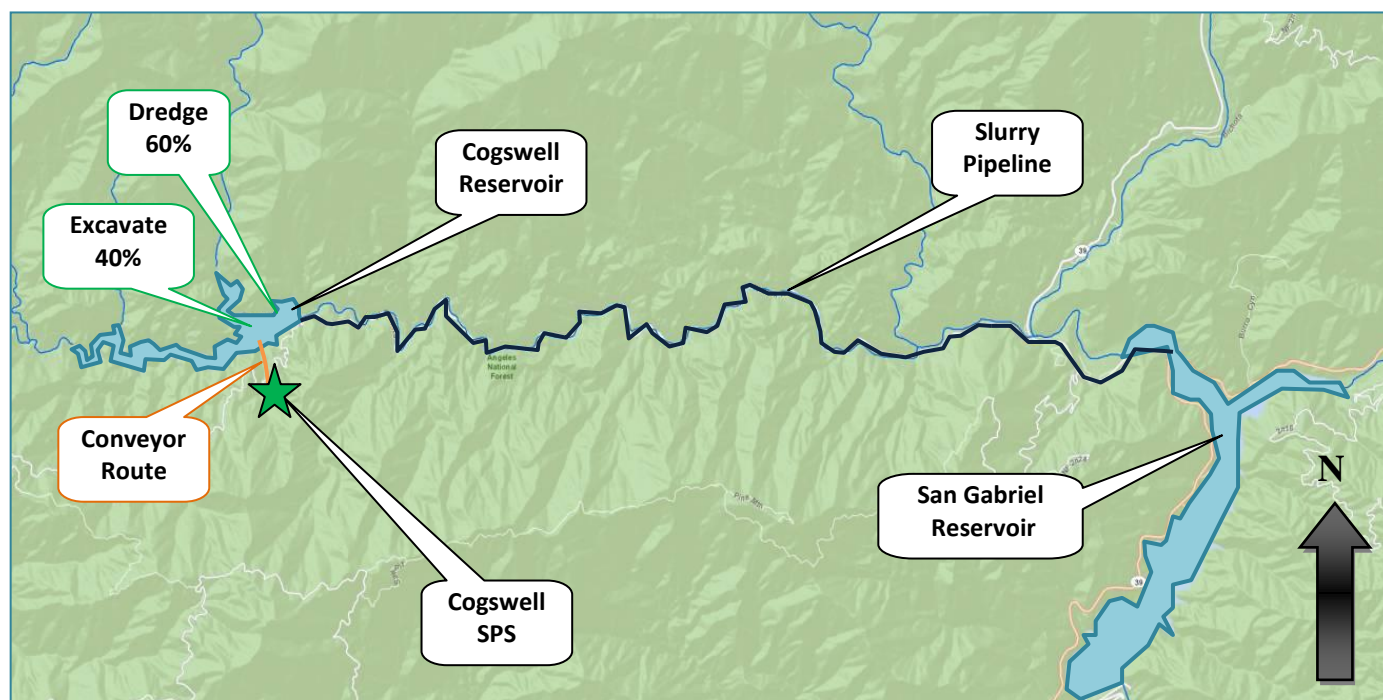 Dredge
60%
Cogswell
Reservoir
Slurry
Pipeline
Excavate
40%
39
Angeles
National
Forest
Conveyor
Route
N
San Gabriel
Reservoir
39
Cogswell
SPS